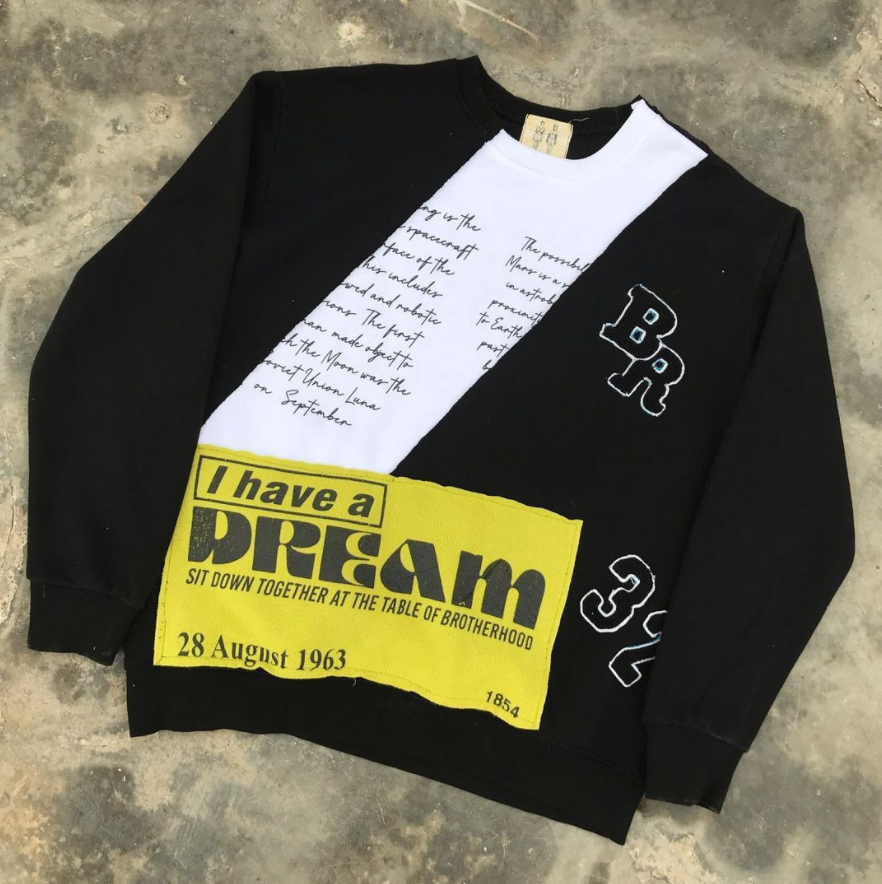 ng is the
spacecraft
face of the
his includes
wed and robotic
ions The first
man made object to
ch the Moon was the
oviet Union Luna
on September
The possibil
Mars is a s
in astrob
proximit
to Earth
past
b
BR
I have a
DREAM
SIT DOWN TOGETHER AT THE TABLE OF BROTHERHOOD
28 August 1963
1854
32